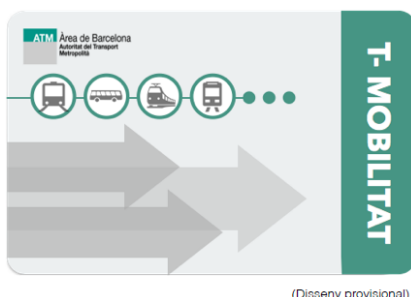 ATM Àrea de Barcelona
Autoritat del Transport
Metropolità
T- MOBILITAT
(Disseny provisional)